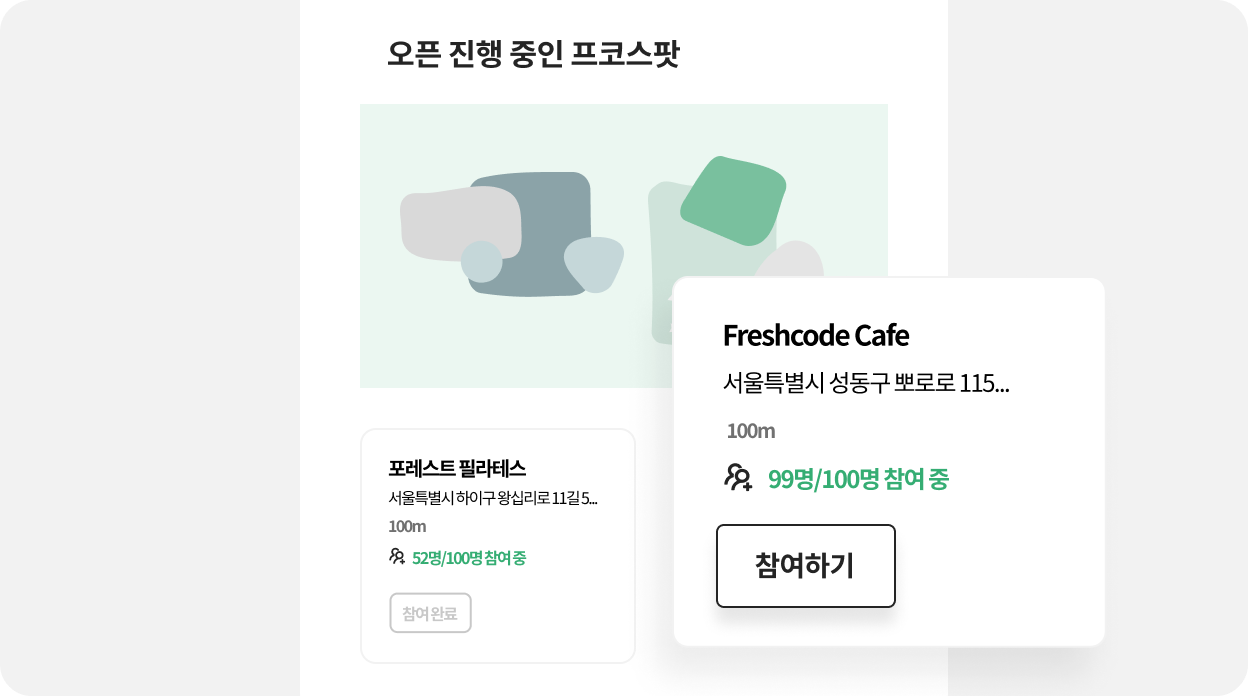 오픈 진행 중인 프코스팟
포레스트 필라테스
서울특별시 하이구 왕십리로 11길 5...
100m
52명/100명 참여 중
참여 완료
Freshcode Cafe
서울특별시 성동구 뽀로로 115...
100m
99명/100명 참여 중
참여하기